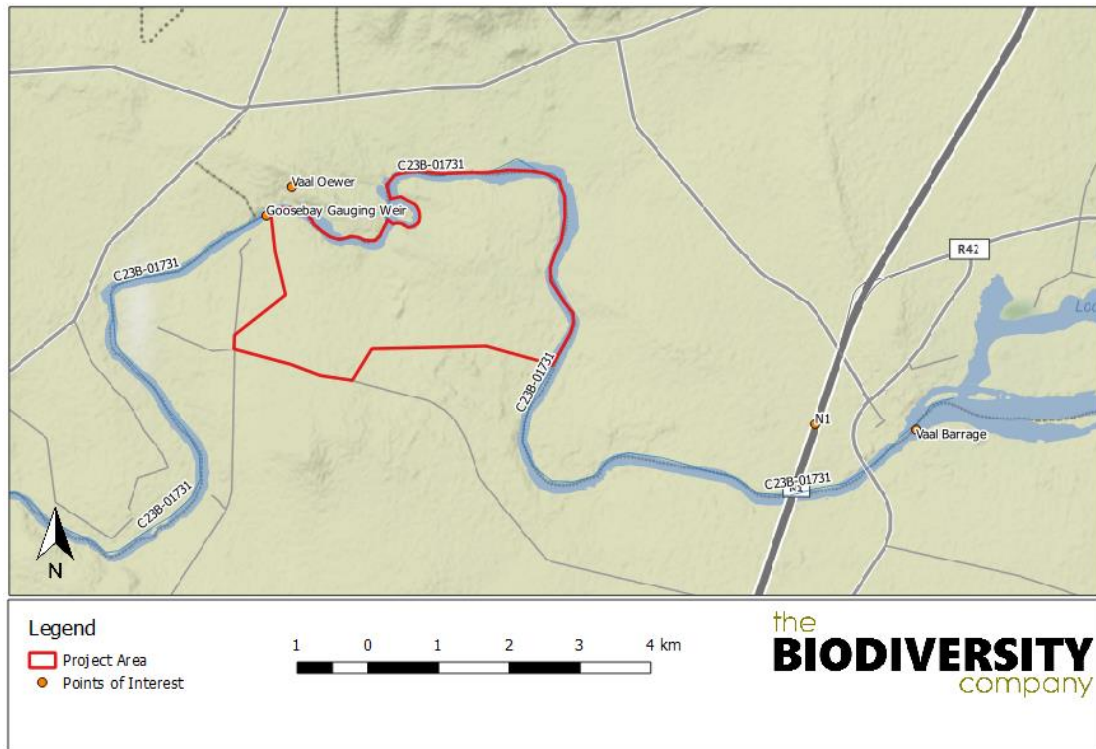 C23B-01731
Vaal Oewer
Goosebay Gauging Weir
C23B-01731
R42
C23B-01731
N1
Vaal Barrage
C23B-01731
C23B-01731
N
Legend
Project Area
Points of Interest
1 0 1 2 3 4 km
the
BIODIVERSITY
company